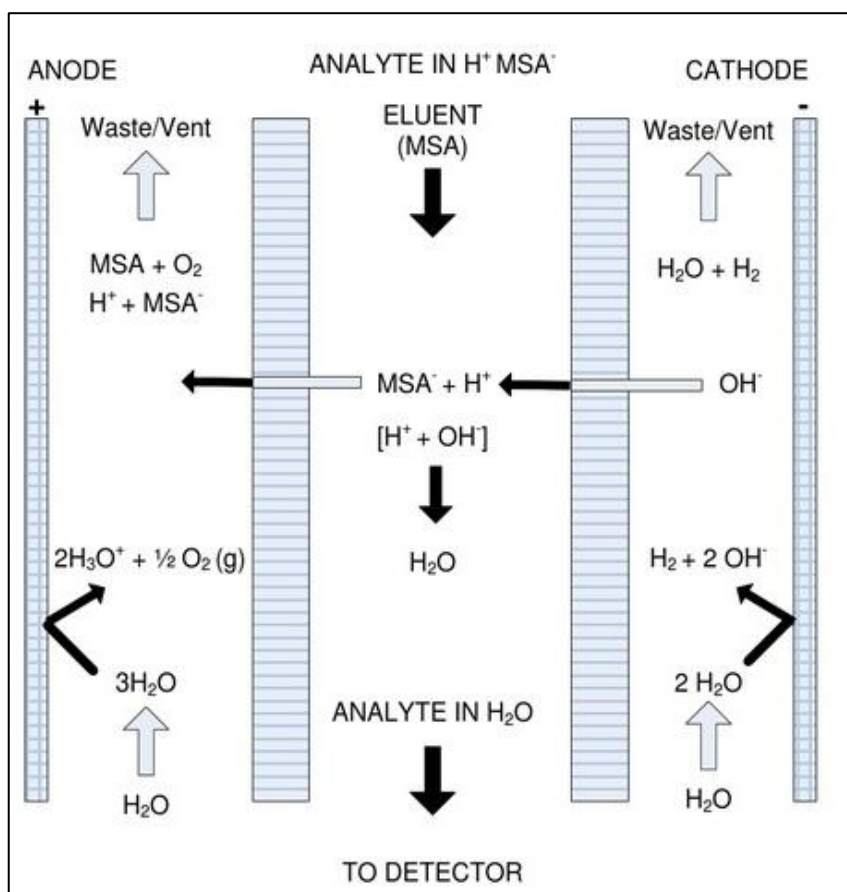 ANODE
ANALYTE IN H⁺ MSA⁻
CATHODE
+
-
Waste/Vent
ELUENT
(MSA)
Waste/Vent
MSA + O₂
H⁺ + MSA⁻
H₂O + H₂
MSA⁻ + H⁺
OH⁻
[H⁺ + OH⁻]
2H₃O⁺ + ½ O₂ (g)
H₂O
H₂ + 2 OH⁻
3H₂O
2 H₂O
ANALYTE IN H₂O
H₂O
H₂O
TO DETECTOR